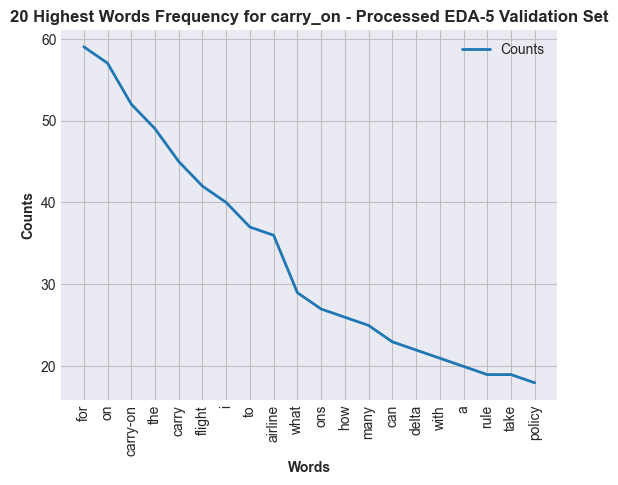 20 Highest Words Frequency for carry_on - Processed EDA-5 Validation Set
Counts
60
50
40
30
20
Counts
for
on
carry-on
the
carry
flight
i
to
airline
what
ons
how
many
can
delta
with
a
rule
take
policy
Words